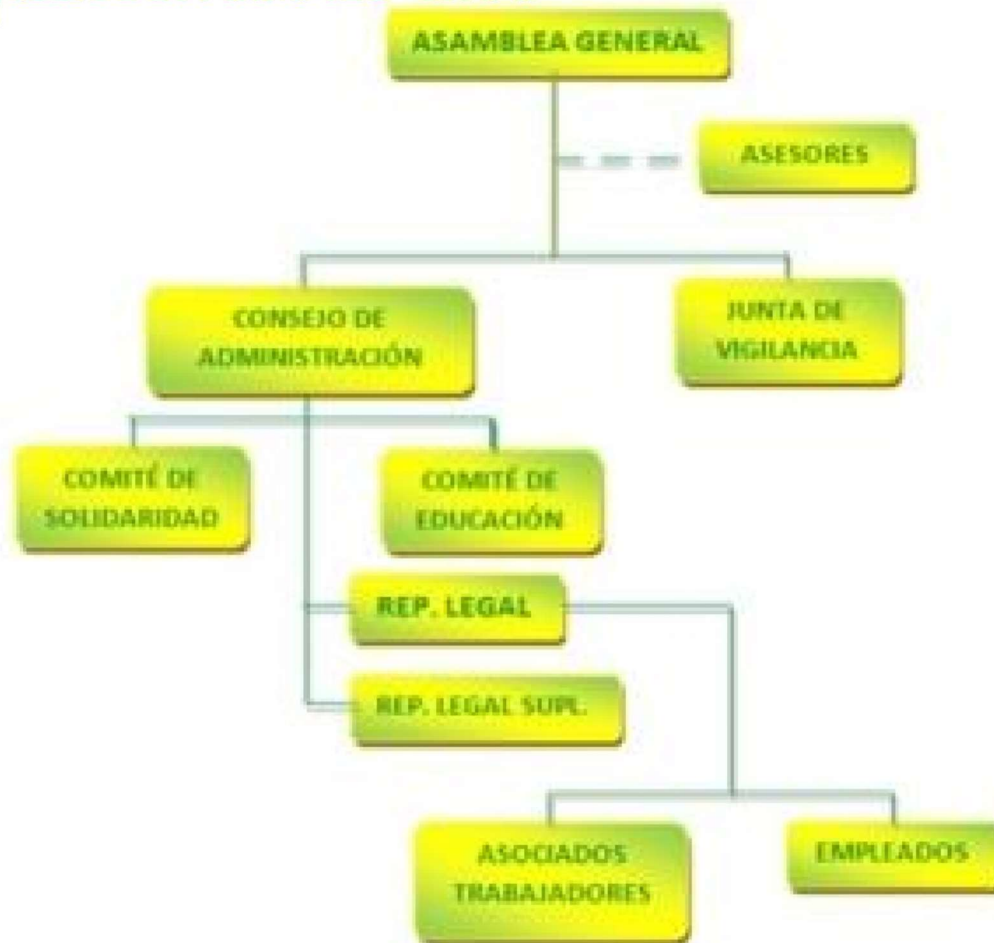 ASAMBLEA GENERAL
ASESORES
CONSEJO DE
ADMINISTRACIÓN
JUNTA DE
VIGILANCIA
COMITÉ DE
SOLIDARIDAD
COMITÉ DE
EDUCACIÓN
REP. LEGAL
REP. LEGAL SUPL.
ASOCIADOS
TRABAJADORES
EMPLEADOS